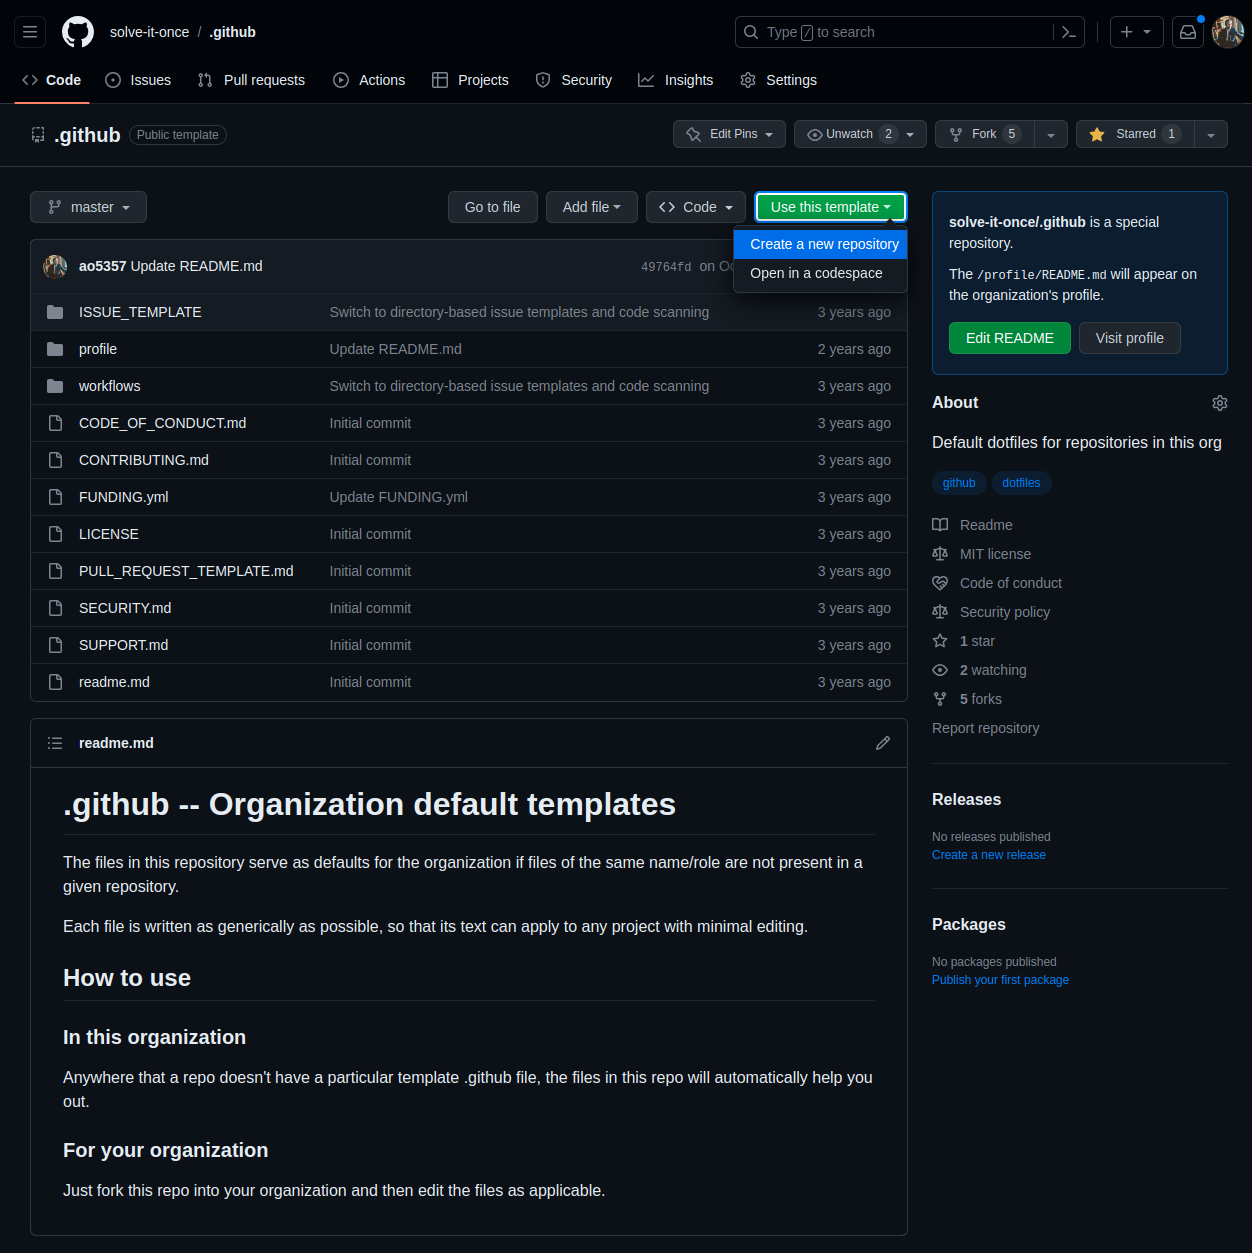 solve-it-once / .github
Type / to search
Code
Issues
Pull requests
Actions
Projects
Security
Insights
Settings
.github
Public template
Edit Pins
Unwatch 2
Fork 5
Starred 1
master
Go to file
Add file
Code
Use this template
Create a new repository
Open in a codespace
ao5357 Update README.md
49764fd on
ISSUE_TEMPLATE Switch to directory-based issue templates and code scanning 3 years ago
profile Update README.md 2 years ago
workflows Switch to directory-based issue templates and code scanning 3 years ago
CODE_OF_CONDUCT.md Initial commit 3 years ago
CONTRIBUTING.md Initial commit 3 years ago
FUNDING.yml Update FUNDING.yml 3 years ago
LICENSE Initial commit 3 years ago
PULL_REQUEST_TEMPLATE.md Initial commit 3 years ago
SECURITY.md Initial commit 3 years ago
SUPPORT.md Initial commit 3 years ago
readme.md Initial commit 3 years ago
readme.md
.github -- Organization default templates
The files in this repository serve as defaults for the organization if files of the same name/role are not present in a
given repository.
Each file is written as generically as possible, so that its text can apply to any project with minimal editing.
How to use
In this organization
Anywhere that a repo doesn't have a particular template .github file, the files in this repo will automatically help you
out.
For your organization
Just fork this repo into your organization and then edit the files as applicable.
solve-it-once/.github is a special
repository.
The /profile/README.md will appear on
the organization's profile.
Edit README
Visit profile
About
Default dotfiles for repositories in this org
github
dotfiles
Readme
MIT license
Code of conduct
Security policy
1 star
2 watching
5 forks
Report repository
Releases
No releases published
Create a new release
Packages
No packages published
Publish your first package